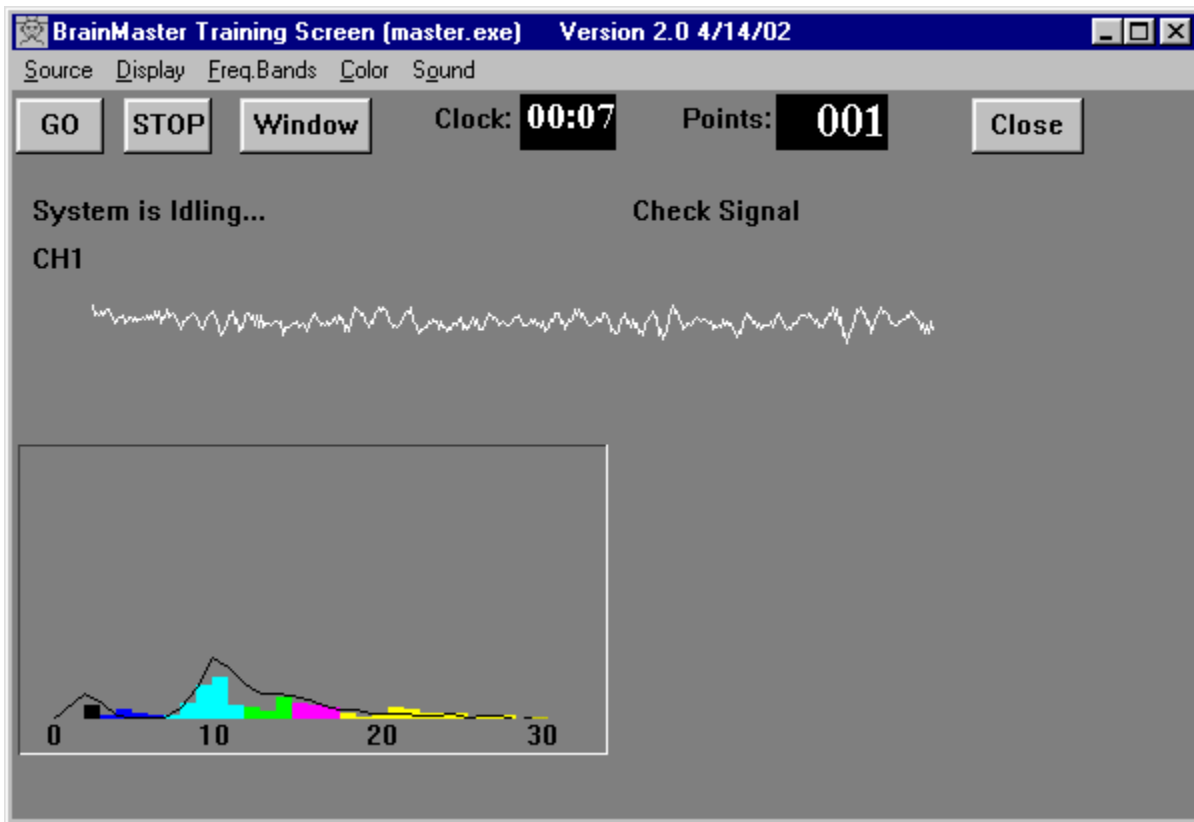 BrainMaster Training Screen (master.exe) Version 2.0 4/14/02
Source Display Freq.Bands Color Sound
GO STOP Window Clock: 00:07 Points: 001 Close
System is Idling... Check Signal
CH1
0 10 20 30